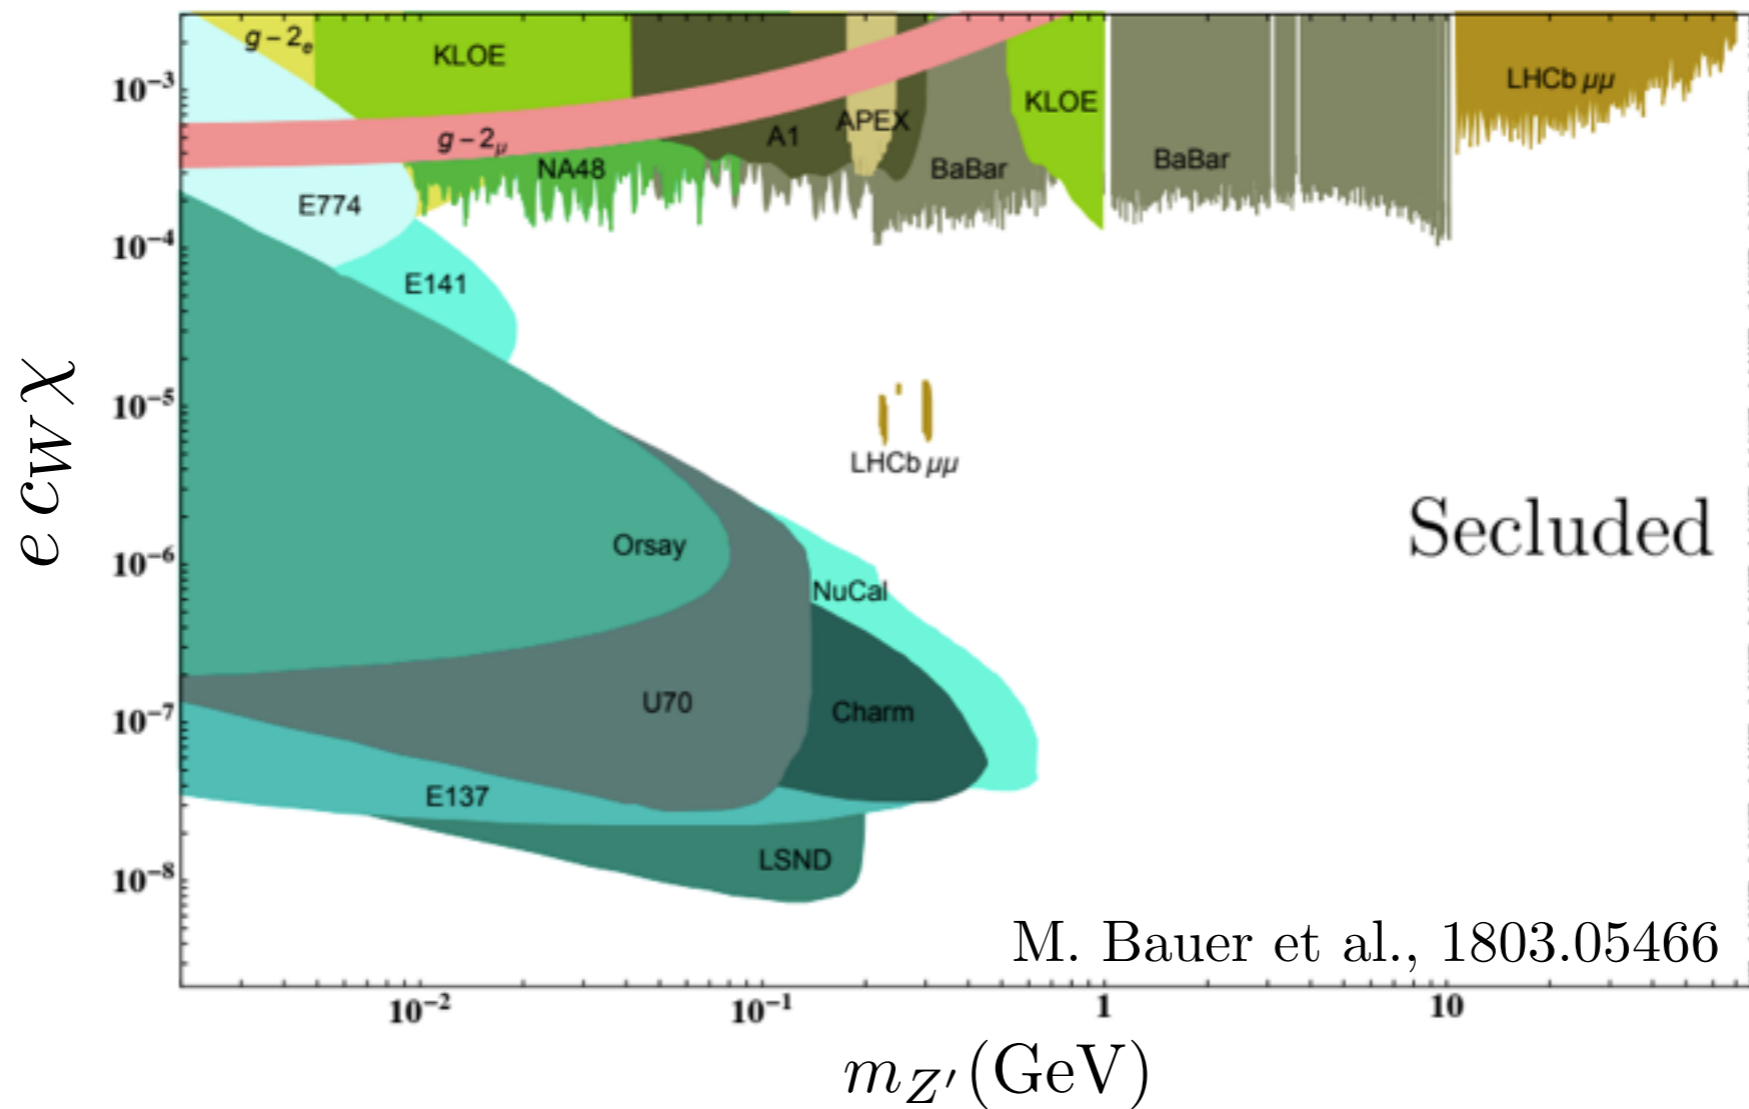 g − 2e
KLOE
10⁻³
LHCb μμ
KLOE
APEX
A1
g − 2μ
NA48
BaBar
BaBar
E774
10⁻⁴
E141
10⁻⁵
LHCb μμ
e cW χ
Secluded
Orsay
10⁻⁶
NuCal
U70
Charm
10⁻⁷
E137
LSND
10⁻⁸
M. Bauer et al., 1803.05466
10⁻² 10⁻¹ 1 10
mZ′(GeV)